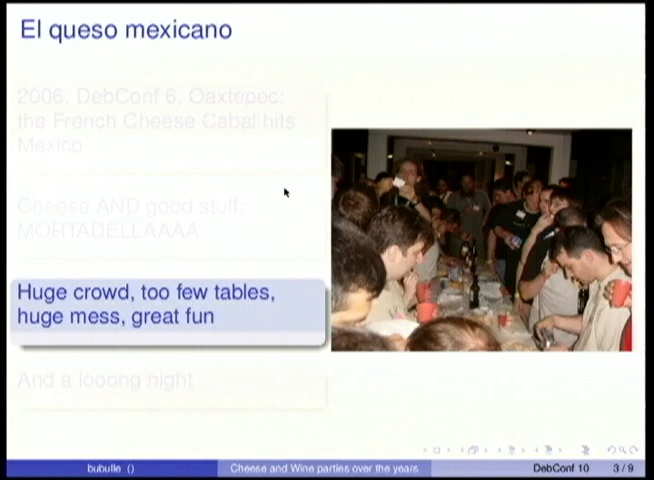 El queso mexicano
2006, DebConf 6, Oaxtepec:
the French Cheese Cabal hits
Mexico
Cheese AND good stuff:
MORTADELLAAAA
Huge crowd, too few tables,
huge mess, great fun
And a looong night
bubulle ()
Cheese and Wine parties over the years
DebConf 10
3 / 9